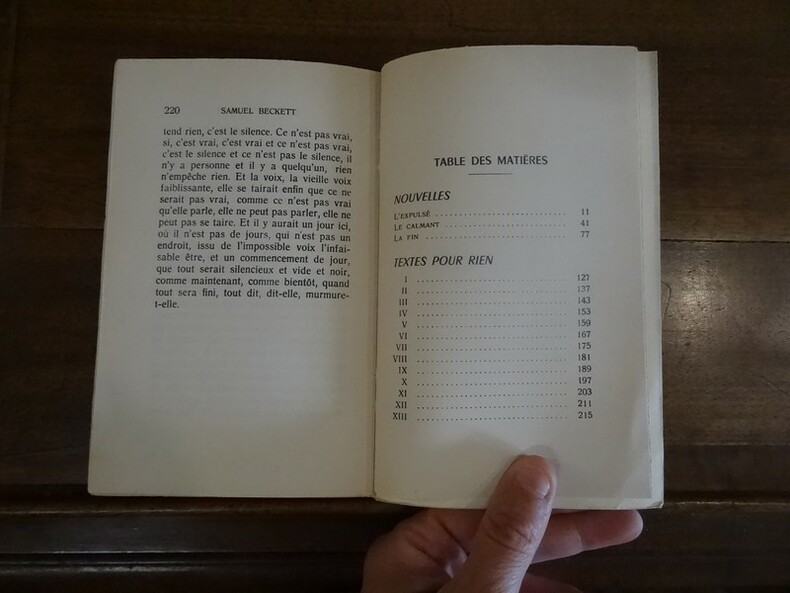 220 SAMUEL BECKETT
tend rien, c'est le silence. Ce n'est pas vrai,
si, c'est vrai, c'est vrai et ce n'est pas vrai,
c'est le silence et ce n'est pas le silence, il
n'y a personne et il y a quelqu'un, rien
n'empêche rien. Et la voix, la vieille voix
faiblissante, elle se tairait enfin que ce ne
serait pas vrai, comme ce n'est pas vrai
qu'elle parle, elle ne peut pas parler, elle ne
peut pas se taire. Et il y aurait un jour ici,
où il n'est pas de jours, qui n'est pas un
endroit, issu de l'impossible voix l'infai-
sable être, et un commencement de jour,
que tout serait silencieux et vide et noir,
comme maintenant, comme bientôt, quand
tout sera fini, tout dit, dit-elle, murmure-
t-elle.
TABLE DES MATIÈRES
NOUVELLES
L'EXPULSÉ ........................ 11
LE CALMANT ........................ 41
LA FIN ........................ 77
TEXTES POUR RIEN
I ........................ 127
II ........................ 137
III ........................ 143
IV ........................ 153
V ........................ 159
VI ........................ 167
VII ........................ 175
VIII ........................ 181
IX ........................ 189
X ........................ 197
XI ........................ 203
XII ........................ 211
XIII ........................ 215